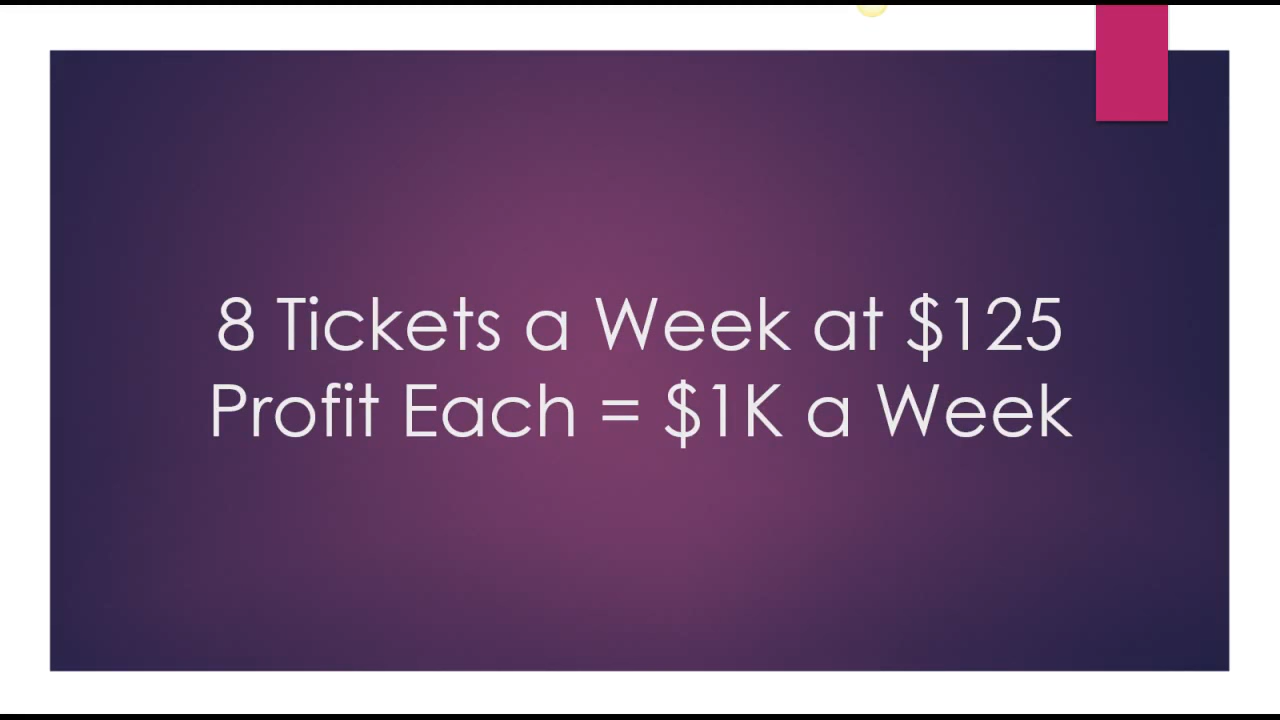 8 Tickets a Week at $125
Profit Each = $1K a Week